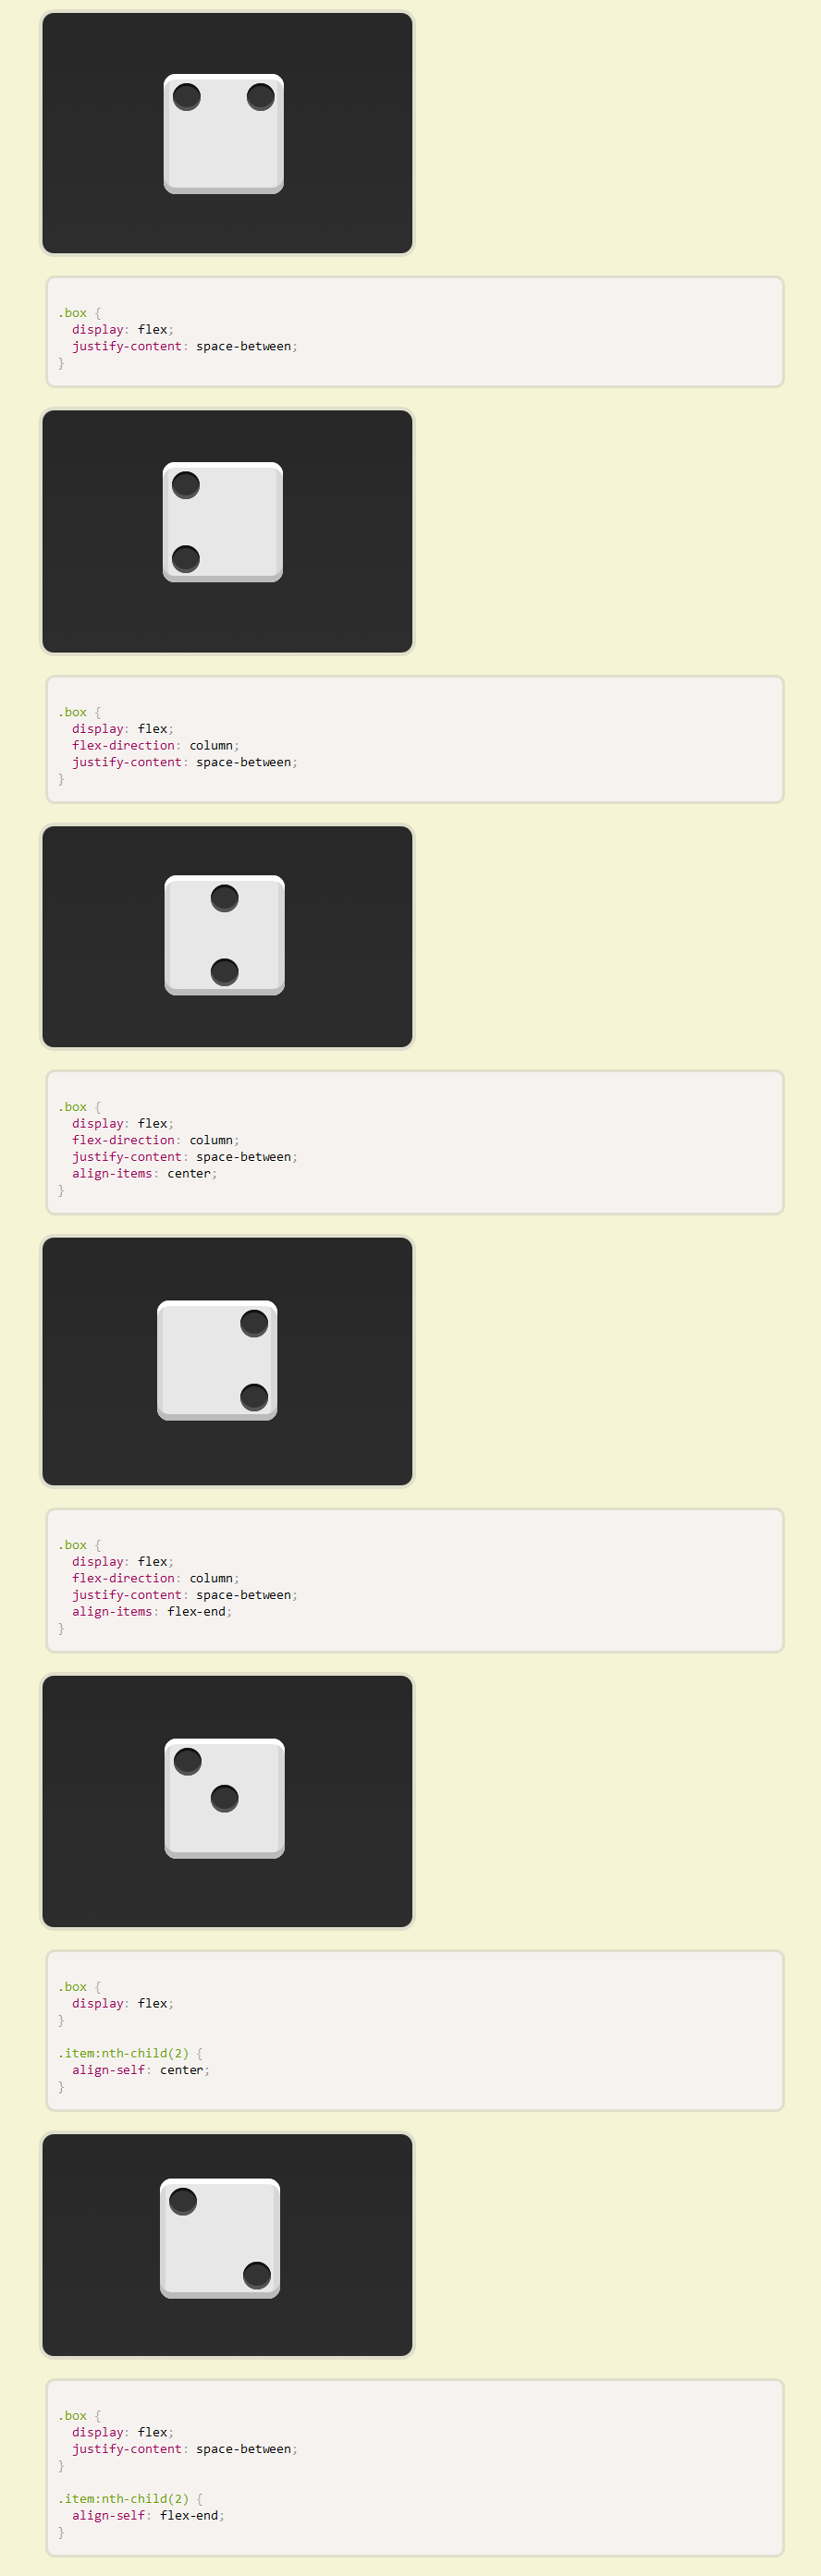 .box {
  display: flex;
  justify-content: space-between;
}
.box {
  display: flex;
  flex-direction: column;
  justify-content: space-between;
}
.box {
  display: flex;
  flex-direction: column;
  justify-content: space-between;
  align-items: center;
}
.box {
  display: flex;
  flex-direction: column;
  justify-content: space-between;
  align-items: flex-end;
}
.box {
  display: flex;
}
.item:nth-child(2) {
  align-self: center;
}
.box {
  display: flex;
  justify-content: space-between;
}
.item:nth-child(2) {
  align-self: flex-end;
}